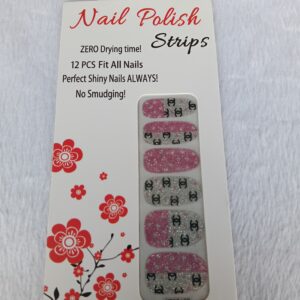 Nail Polish
Strips
ZERO Drying time!
12 PCS Fit All Nails
Perfect Shiny Nails ALWAYS!
No Smudging!